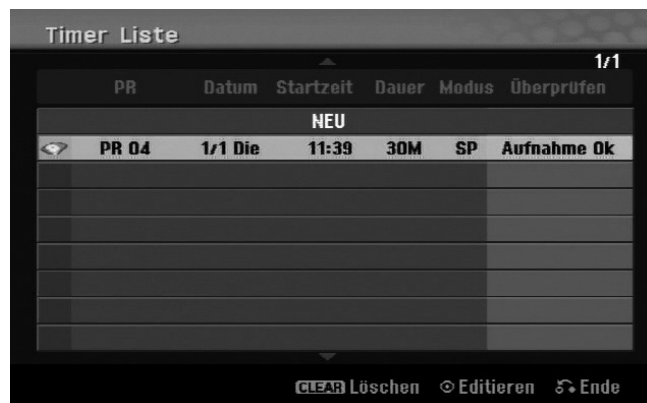 Timer Liste
1/1
PR Datum Startzeit Dauer Modus Überprüfen
NEU
PR 04 1/1 Die 11:39 30M SP Aufnahme Ok
CLEAR Löschen Editieren Ende